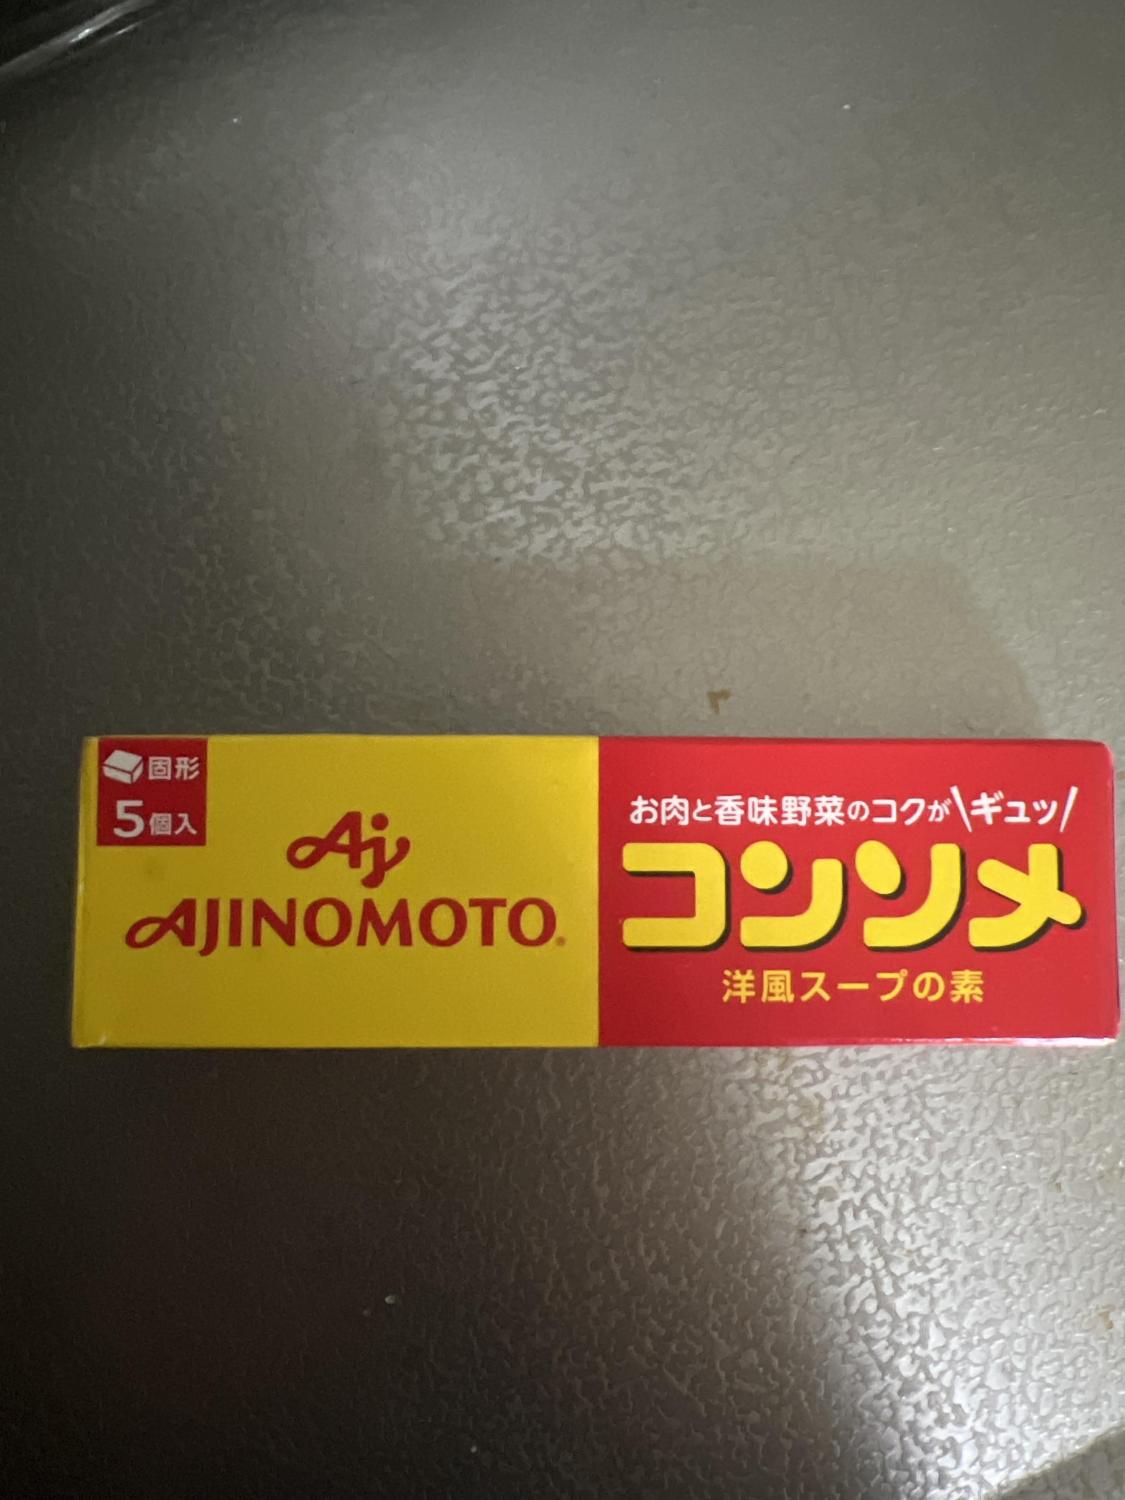 固形
5個入
Aj
AJINOMOTO®
お肉と香味野菜のコクが\ギュッ/
コンソメ
洋風スープの素